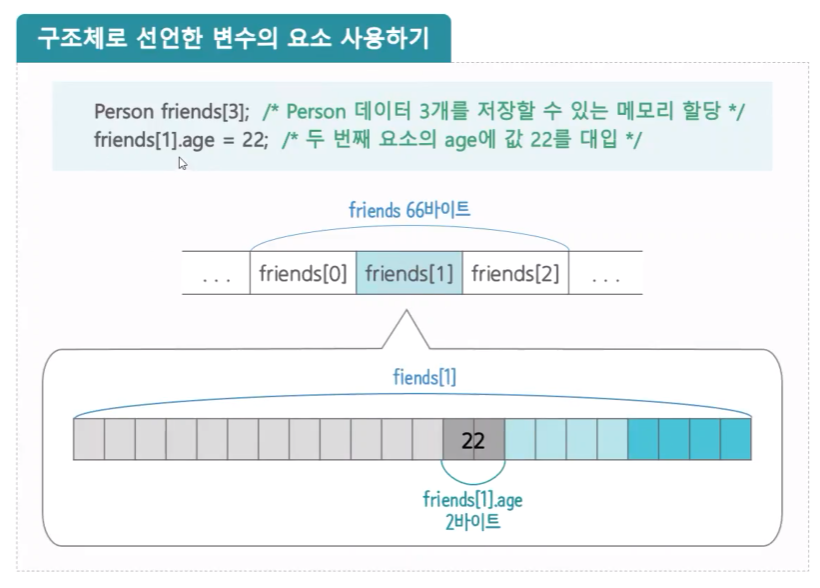 구조체로 선언한 변수의 요소 사용하기
Person friends[3]; /* Person 데이터 3개를 저장할 수 있는 메모리 할당 */
friends[1].age = 22; /* 두 번째 요소의 age에 값 22를 대입 */
friends 66바이트
... friends[0] friends[1] friends[2] ...
fiends[1]
22
friends[1].age
2바이트